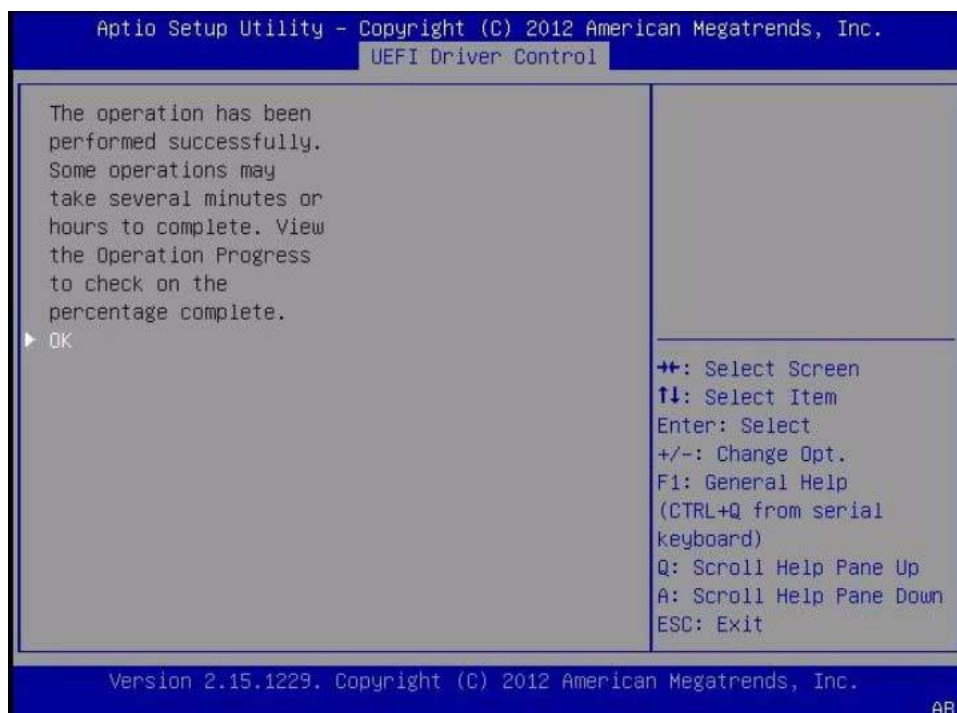 Aptio Setup Utility – Copyright (C) 2012 American Megatrends, Inc.
UEFI Driver Control
The operation has been
performed successfully.
Some operations may
take several minutes or
hours to complete. View
the Operation Progress
to check on the
percentage complete.
▶ OK
→←: Select Screen
↑↓: Select Item
Enter: Select
+/-: Change Opt.
F1: General Help
(CTRL+Q from serial
keyboard)
Q: Scroll Help Pane Up
A: Scroll Help Pane Down
ESC: Exit
Version 2.15.1229. Copyright (C) 2012 American Megatrends, Inc.
AB